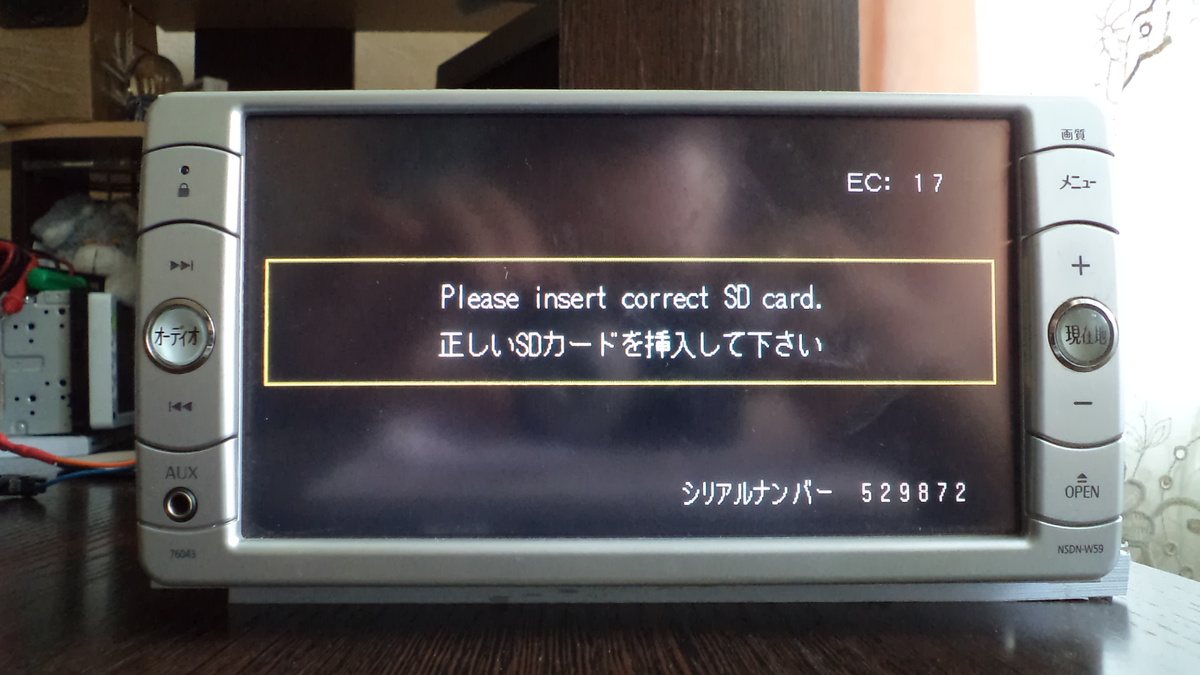 画質
メニュー
EC: 17
Please insert correct SD card.
正しいSDカードを挿入して下さい
オーディオ
現在地
AUX
シリアルナンバー 529872
OPEN
76043
NSDN-W59